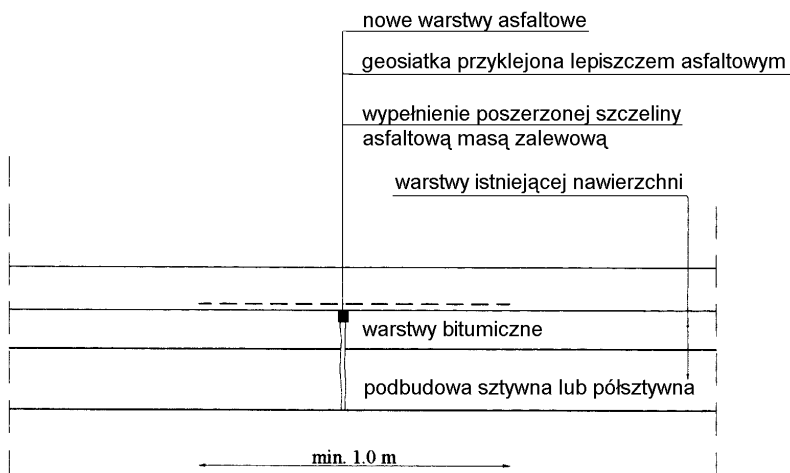 nowe warstwy asfaltowe
geosiatka przyklejona lepiszczem asfaltowym
wypełnienie poszerzonej szczeliny
asfaltową masą zalewową
warstwy istniejącej nawierzchni
warstwy bitumiczne
podbudowa sztywna lub półsztywna
min. 1.0 m